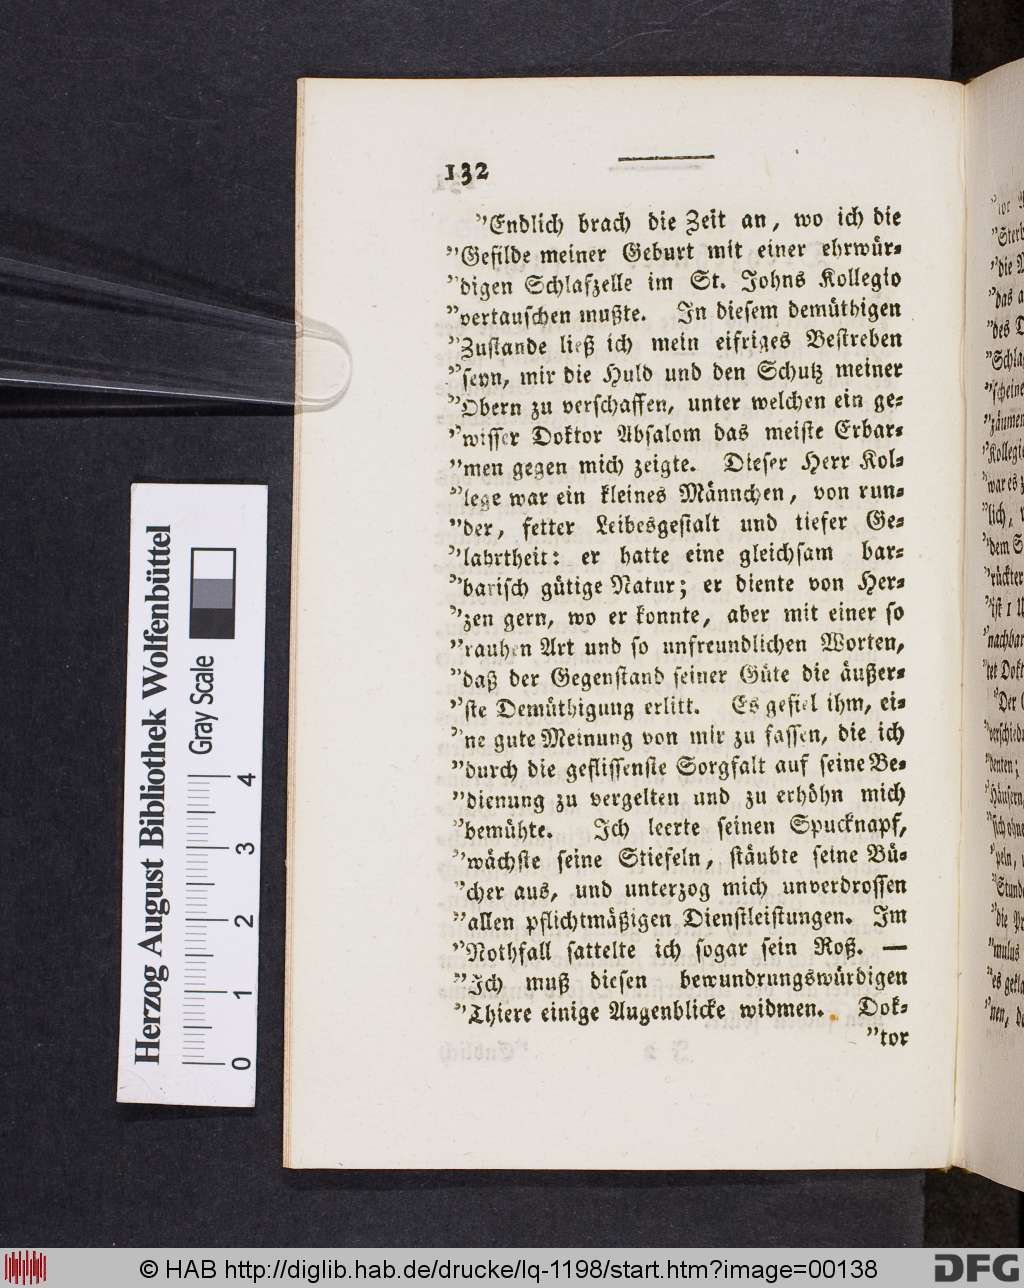 132
”Endlich brach die Zeit an, wo ich die
”Gefilde meiner Geburt mit einer ehrwür-
”digen Schlafzelle im St. Johns Kollegio
”vertauschen mußte. In diesem demüthigen
”Zustande ließ ich mein eifriges Bestreben
”seyn, mir die Huld und den Schutz meiner
”Obern zu verschaffen, unter welchen ein ge-
”wisser Doktor Absalom das meiste Erbar-
”men gegen mich zeigte. Dieser Herr Kol-
”lege war ein kleines Männchen, von run-
”der, fetter Leibesgestalt und tiefer Ge-
”lahrtheit: er hatte eine gleichsam bar-
”barisch gütige Natur; er diente von Her-
”zen gern, wo er konnte, aber mit einer so
”rauhen Art und so unfreundlichen Worten,
”daß der Gegenstand seiner Güte die äußer-
”ste Demüthigung erlitt. Es gefiel ihm, ei-
”ne gute Meinung von mir zu fassen, die ich
”durch die geflissenste Sorgfalt auf seine Be-
”dienung zu vergelten und zu erhöhn mich
”bemühte. Ich leerte seinen Spucknapf,
”wächste seine Stiefeln, stäubte seine Bü-
”cher aus, und unterzog mich unverdrossen
”allen pflichtmäßigen Dienstleistungen. Im
”Nothfall sattelte ich sogar sein Roß. —
”Ich muß diesen bewundrungswürdigen
”Thiere einige Augenblicke widmen. Dok-
”tor
Herzog August Bibliothek Wolfenbüttel
Gray Scale
0 1 2 3 4
© HAB http://diglib.hab.de/drucke/lq-1198/start.htm?image=00138
DFG